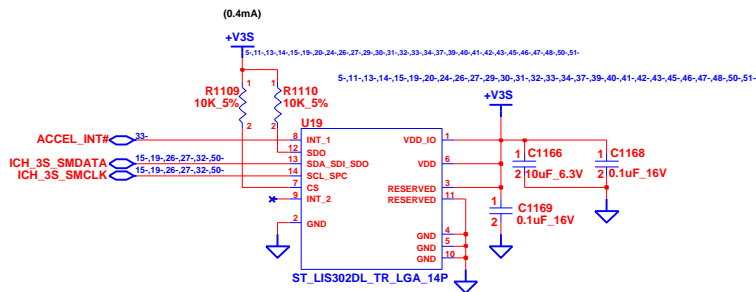 (0.4mA)
+V3S
5-,11-,13-,14-,15-,19-,20-,24-,26-,27-,29-,30-,31-,32-,33-,34-,37-,39-,40-,41-,42-,43-,45-,46-,47-,48-,50-,51-
5-,11-,13-,14-,15-,19-,20-,24-,26-,27-,29-,30-,31-,32-,33-,34-,37-,39-,40-,41-,42-,43-,45-,46-,47-,48-,50-,51-
+V3S
R1109
10K_5%
1
2
R1110
10K_5%
1
2
U19
ACCEL_INT# 33- 8 INT_1
12 SDO
ICH_3S_SMDATA 15-,19-,26-,27-,32-,50- 13 SDA_SDI_SDO
ICH_3S_SMCLK 15-,19-,26-,27-,32-,50- 14 SCL_SPC
7 CS
9 INT_2
2 GND
VDD_IO 1
VDD 6
RESERVED 3
RESERVED 11
GND 4
GND 5
GND 10
1 C1166
2 10uF_6.3V
1 C1168
2 0.1uF_16V
1 C1169
2 0.1uF_16V
ST_LIS302DL_TR_LGA_14P